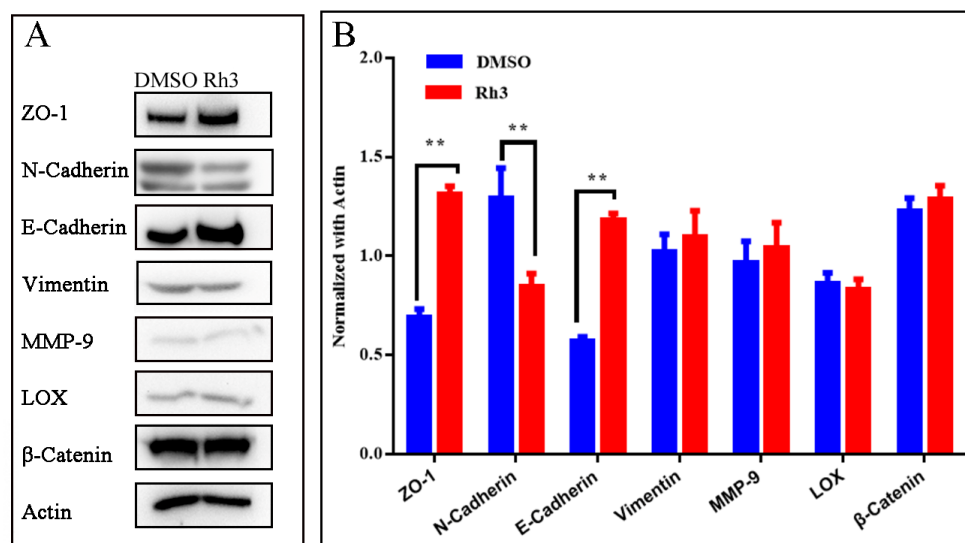 A
DMSO Rh3
ZO-1
N-Cadherin
E-Cadherin
Vimentin
MMP-9
LOX
β-Catenin
Actin
B
Normalized with Actin
2.0
1.5
1.0
0.5
0.0
DMSO
Rh3
**
**
**
ZO-1
N-Cadherin
E-Cadherin
Vimentin
MMP-9
LOX
β-Catenin